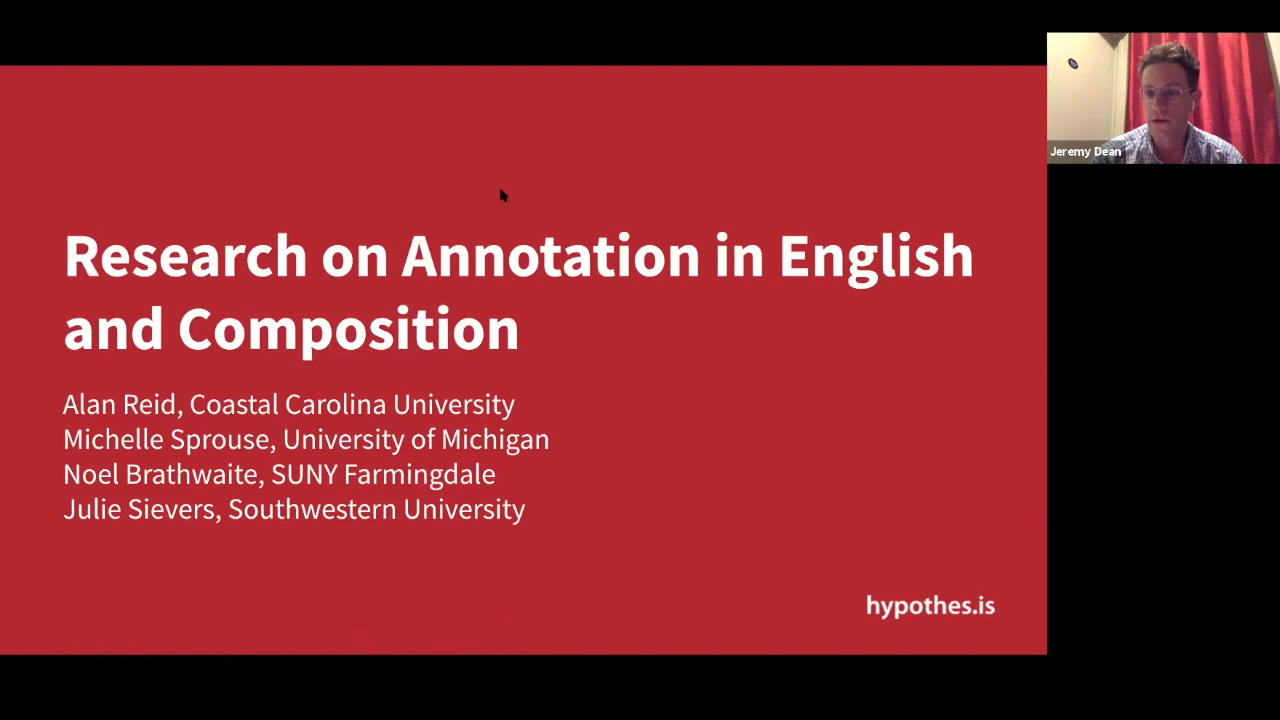 Jeremy Dean
Research on Annotation in English
and Composition
Alan Reid, Coastal Carolina University
Michelle Sprouse, University of Michigan
Noel Brathwaite, SUNY Farmingdale
Julie Sievers, Southwestern University
hypothes.is